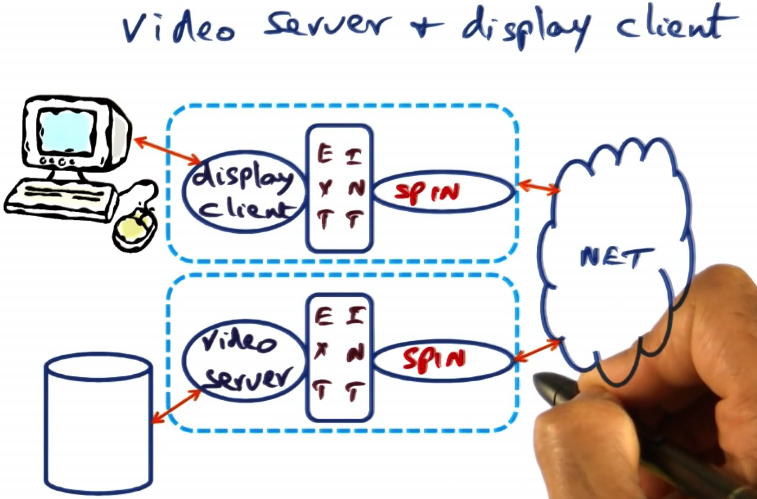 Video server + display client
display
client
E I
X N
T T
SPIN
NET
video
server
E I
X N
T T
SPIN